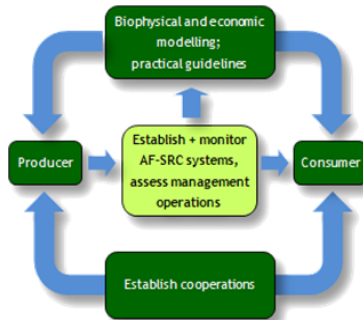 Biophysical and economic
modelling;
practical guidelines
Producer
Establish + monitor
AF-SRC systems,
assess management
operations
Consumer
Establish cooperations